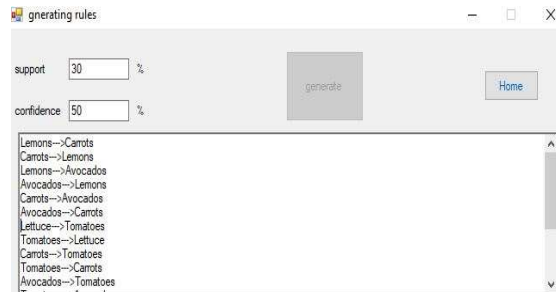 gnerating rules
support 30 %
generate
Home
confidence 50 %
Lemons--->Carrots
Carrots--->Lemons
Lemons--->Avocados
Avocados--->Lemons
Carrots--->Avocados
Avocados--->Carrots
Lettuce--->Tomatoes
Tomatoes--->Lettuce
Carrots--->Tomatoes
Tomatoes--->Carrots
Avocados--->Tomatoes